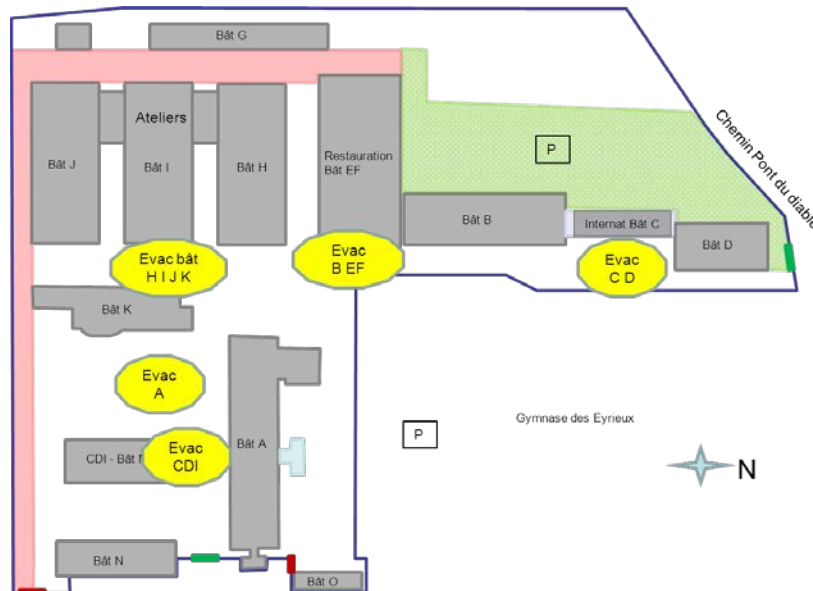 Bât G
Ateliers
Bât J
Bât I
Bât H
Restauration
Bât EF
P
Chemin Pont du diable
Bât B
Internat Bât C
Bât D
Evac bât
H I J K
Evac
B EF
Evac
C D
Bât K
Evac
A
Gymnase des Eyrieux
P
Bât A
Evac
CDI
CDI - Bât
N
Bât N
Bât O